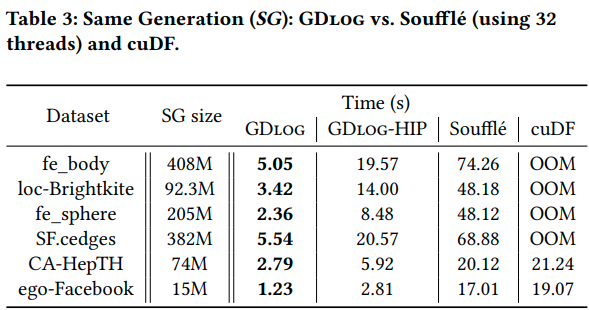 Table 3: Same Generation (SG): GDLOG vs. Soufflé (using 32
threads) and cuDF.
Dataset SG size Time (s)
GDLOG GDLOG-HIP Soufflé cuDF
fe_body 408M 5.05 19.57 74.26 OOM
loc-Brightkite 92.3M 3.42 14.00 48.18 OOM
fe_sphere 205M 2.36 8.48 48.12 OOM
SF.cedges 382M 5.54 20.57 68.88 OOM
CA-HepTH 74M 2.79 5.92 20.12 21.24
ego-Facebook 15M 1.23 2.81 17.01 19.07